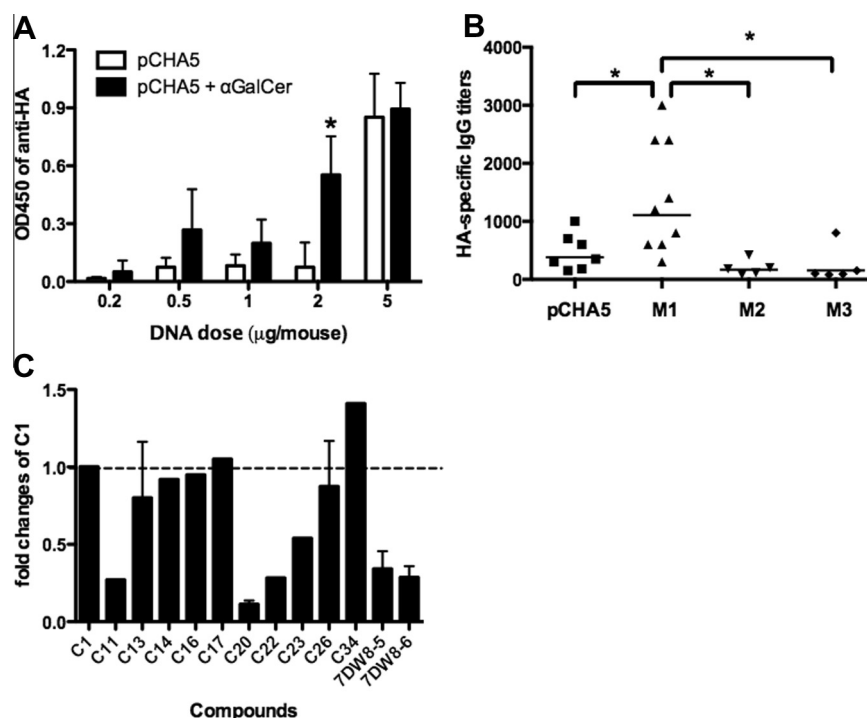 A
OD450 of anti-HA
1.2
0.9
0.6
0.3
0.0
pCHA5
pCHA5 + αGalCer
*
0.2 0.5 1 2 5
DNA dose (μg/mouse)
B
HA-specific IgG titers
4000
3000
2000
1000
0
*
* *
pCHA5 M1 M2 M3
C
fold changes of C1
1.5
1.0
0.5
0.0
C1 C11 C13 C14 C16 C17 C20 C22 C23 C26 C34 7DW8-5 7DW8-6
Compounds